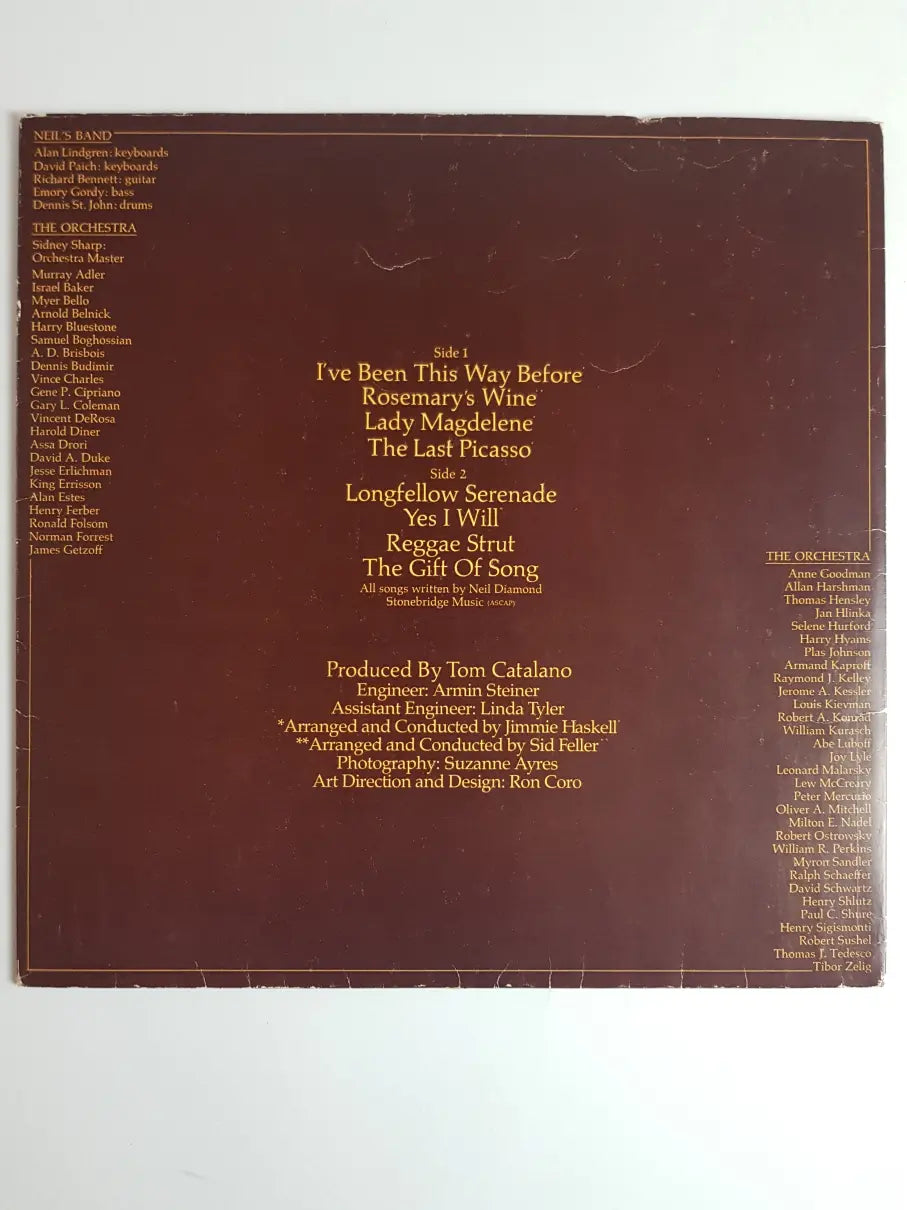 NEIL'S BAND
Alan Lindgren: keyboards
David Paich: keyboards
Richard Bennett: guitar
Emory Gordy: bass
Dennis St. John: drums
THE ORCHESTRA
Sidney Sharp:
Orchestra Master
Murray Adler
Israel Baker
Myer Bello
Arnold Belnick
Harry Bluestone
Samuel Boghossian
A. D. Brisbois
Dennis Budimir
Vince Charles
Gene P. Cipriano
Gary L. Coleman
Vincent DeRosa
Harold Diner
Assa Drori
David A. Duke
Jesse Erlichman
King Errisson
Alan Estes
Henry Ferber
Ronald Folsom
Norman Forrest
James Getzoff
Side 1
I've Been This Way Before
Rosemary's Wine
Lady Magdelene
The Last Picasso
Side 2
Longfellow Serenade
Yes I Will
Reggae Strut
The Gift Of Song
All songs written by Neil Diamond
Stonebridge Music (ASCAP)
Produced By Tom Catalano
Engineer: Armin Steiner
Assistant Engineer: Linda Tyler
*Arranged and Conducted by Jimmie Haskell
**Arranged and Conducted by Sid Feller
Photography: Suzanne Ayres
Art Direction and Design: Ron Coro
THE ORCHESTRA
Anne Goodman
Allan Harshman
Thomas Hensley
Jan Hlinka
Selene Hurford
Harry Hyams
Plas Johnson
Armand Kaproff
Raymond J. Kelley
Jerome A. Kessler
Louis Kievman
Robert A. Konrad
William Kurasch
Abe Luboff
Joy Lyle
Leonard Malarsky
Lew McCreary
Peter Mercurio
Oliver A. Mitchell
Milton E. Nadel
Robert Ostrowsky
William R. Perkins
Myron Sandler
Ralph Schaeffer
David Schwartz
Henry Shlutz
Paul C. Shure
Henry Sigismonti
Robert Sushel
Thomas J. Tedesco
Tibor Zelig